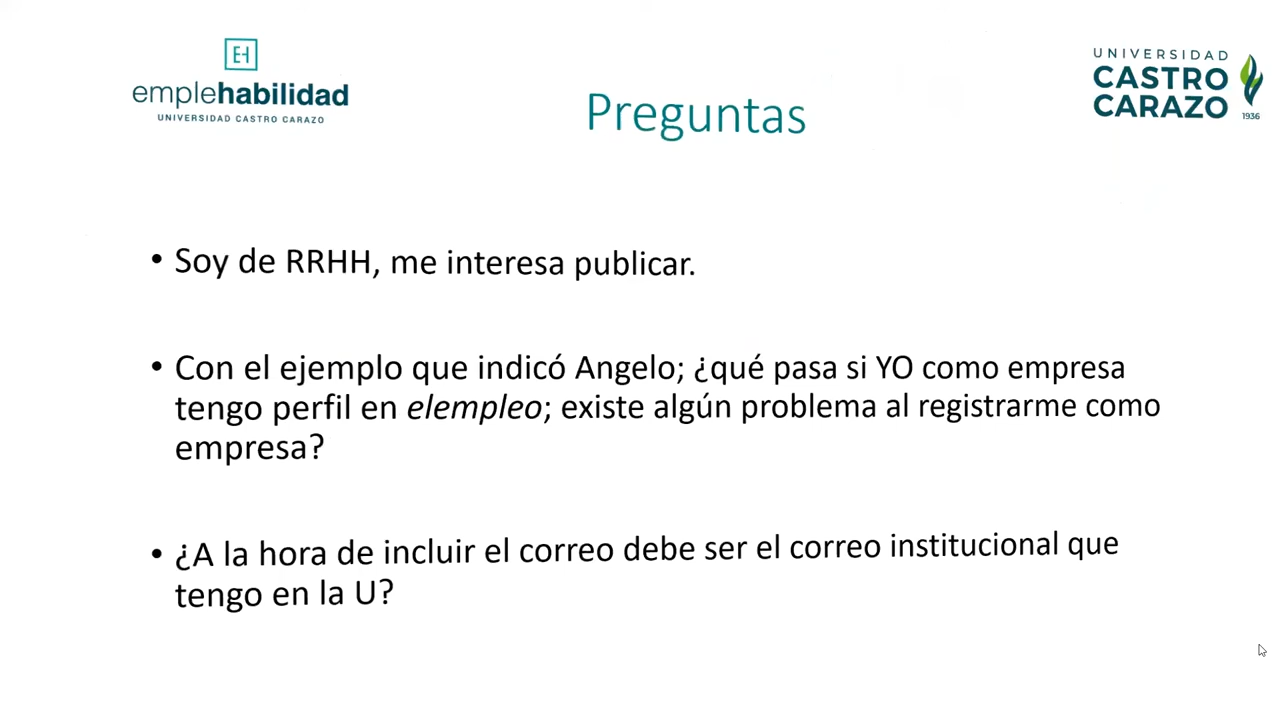 EH
emplehabilidad
UNIVERSIDAD CASTRO CARAZO
Preguntas
UNIVERSIDAD
CASTRO
CARAZO
1936
• Soy de RRHH, me interesa publicar.
• Con el ejemplo que indicó Angelo; ¿qué pasa si YO como empresa
tengo perfil en elempleo; existe algún problema al registrarme como
empresa?
• ¿A la hora de incluir el correo debe ser el correo institucional que
tengo en la U?